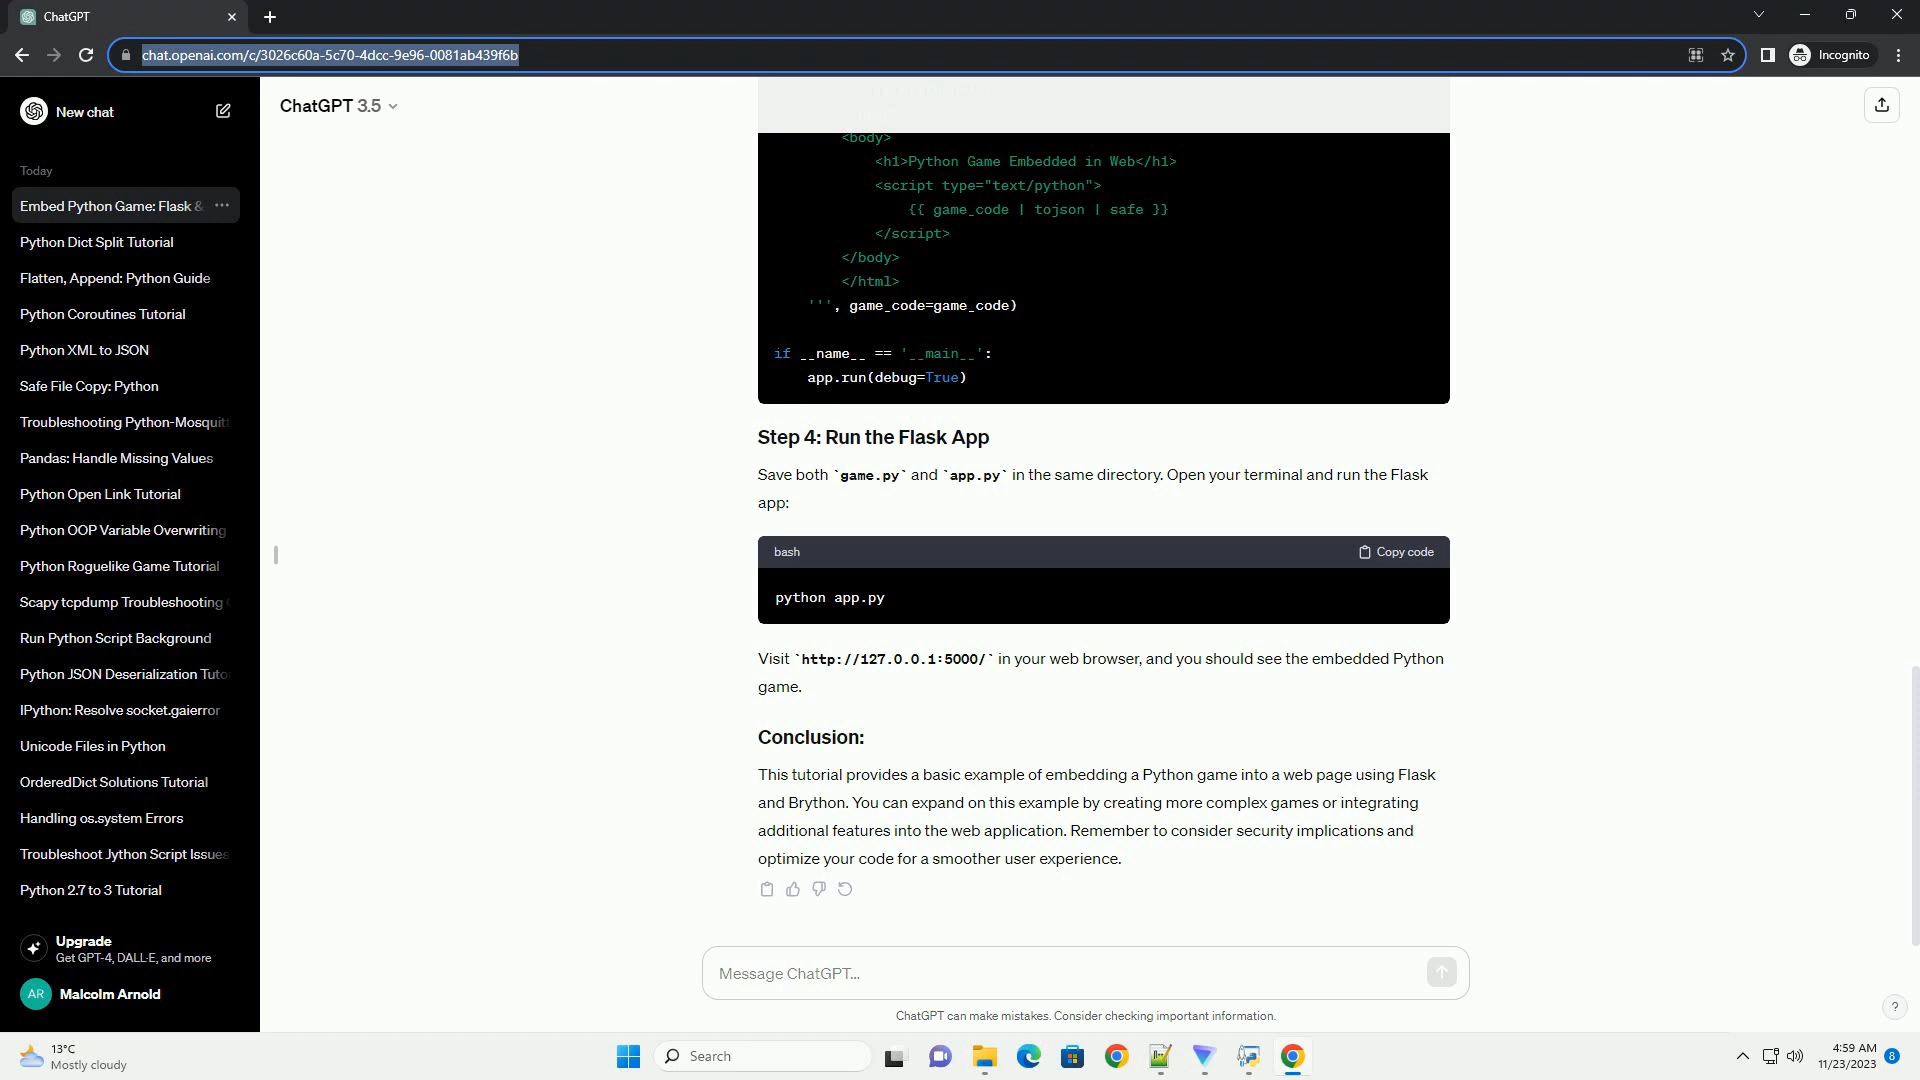 ChatGPT
chat.openai.com/c/3026c60a-5c70-4dcc-9e96-0081ab439f6b
Incognito
New chat
Today
Embed Python Game: Flask &
Python Dict Split Tutorial
Flatten, Append: Python Guide
Python Coroutines Tutorial
Python XML to JSON
Safe File Copy: Python
Troubleshooting Python-Mosquit
Pandas: Handle Missing Values
Python Open Link Tutorial
Python OOP Variable Overwriting
Python Roguelike Game Tutorial
Scapy tcpdump Troubleshooting
Run Python Script Background
Python JSON Deserialization Tuto
IPython: Resolve socket.gaierror
Unicode Files in Python
OrderedDict Solutions Tutorial
Handling os.system Errors
Troubleshoot Jython Script Issues
Python 2.7 to 3 Tutorial
Upgrade
Get GPT-4, DALL·E, and more
AR Malcolm Arnold
ChatGPT 3.5
<body>
<h1>Python Game Embedded in Web</h1>
<script type="text/python">
{{ game_code | tojson | safe }}
</script>
</body>
</html>
''', game_code=game_code)
if __name__ == '__main__':
app.run(debug=True)
Step 4: Run the Flask App
Save both `game.py` and `app.py` in the same directory. Open your terminal and run the Flask
app:
bash
Copy code
python app.py
Visit `http://127.0.0.1:5000/` in your web browser, and you should see the embedded Python
game.
Conclusion:
This tutorial provides a basic example of embedding a Python game into a web page using Flask
and Brython. You can expand on this example by creating more complex games or integrating
additional features into the web application. Remember to consider security implications and
optimize your code for a smoother user experience.
Message ChatGPT...
ChatGPT can make mistakes. Consider checking important information.
?
13°C
Mostly cloudy
Search
4:59 AM
11/23/2023
8